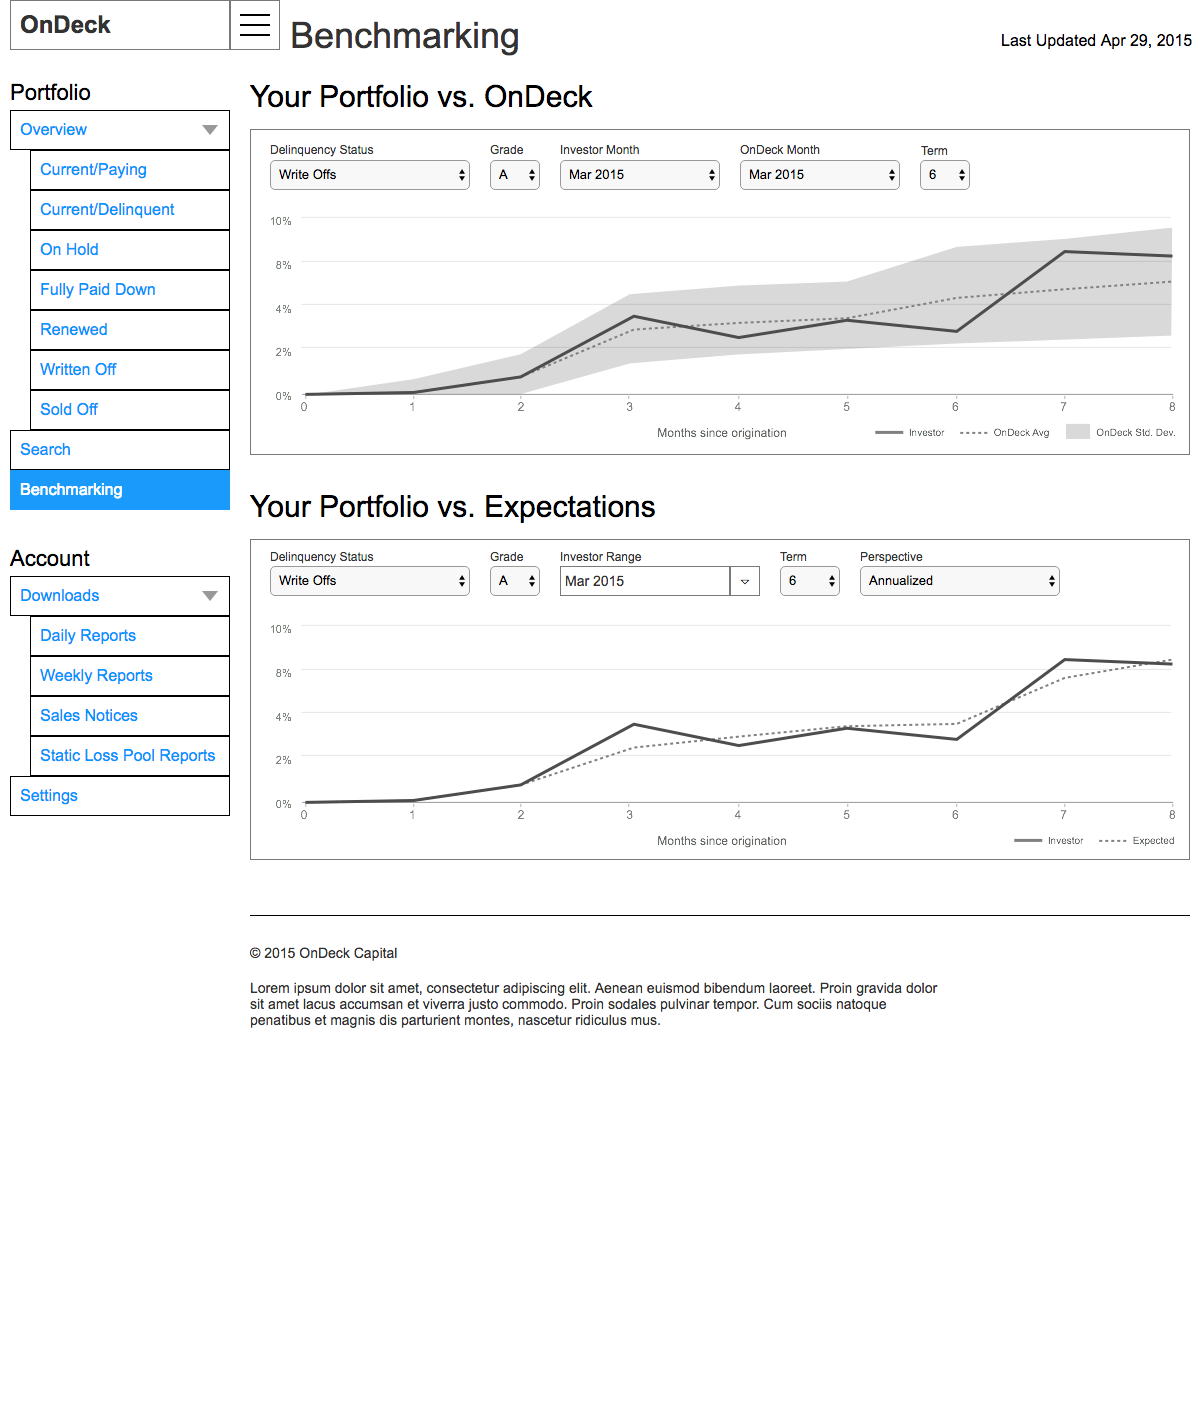 OnDeck
Benchmarking
Last Updated Apr 29, 2015
Portfolio
Overview
Current/Paying
Current/Delinquent
On Hold
Fully Paid Down
Renewed
Written Off
Sold Off
Search
Benchmarking
Account
Downloads
Daily Reports
Weekly Reports
Sales Notices
Static Loss Pool Reports
Settings
Your Portfolio vs. OnDeck
Delinquency Status Grade Investor Month OnDeck Month Term
Write Offs A Mar 2015 Mar 2015 6
10%
8%
4%
2%
0%
0 1 2 3 4 5 6 7 8
Months since origination
Investor OnDeck Avg OnDeck Std. Dev.
Your Portfolio vs. Expectations
Delinquency Status Grade Investor Range Term Perspective
Write Offs A Mar 2015 6 Annualized
10%
8%
4%
2%
0%
0 1 2 3 4 5 6 7 8
Months since origination
Investor Expected
© 2015 OnDeck Capital
Lorem ipsum dolor sit amet, consectetur adipiscing elit. Aenean euismod bibendum laoreet. Proin gravida dolor
sit amet lacus accumsan et viverra justo commodo. Proin sodales pulvinar tempor. Cum sociis natoque
penatibus et magnis dis parturient montes, nascetur ridiculus mus.